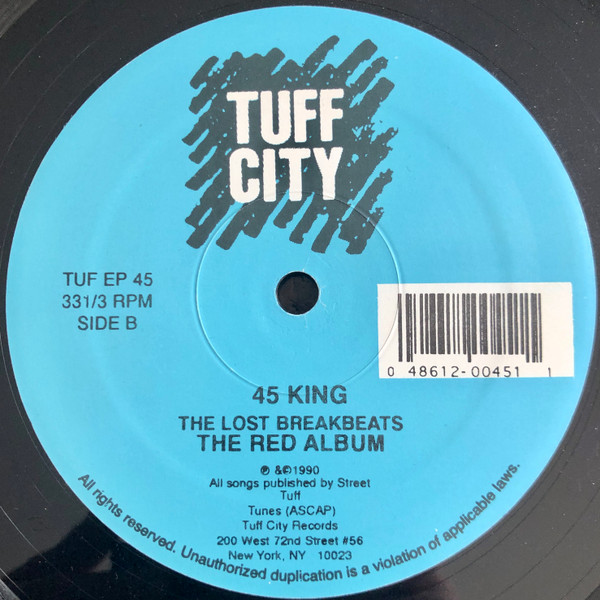 TUFF
CITY
TUF EP 45
331/3 RPM
SIDE B
0 48612-00451 1
45 KING
THE LOST BREAKBEATS
THE RED ALBUM
℗ &©1990
All songs published by Street
Tuff
Tunes (ASCAP)
Tuff City Records
200 West 72nd Street #56
New York, NY 10023
All rights reserved. Unauthorized duplication is a violation of applicable laws.